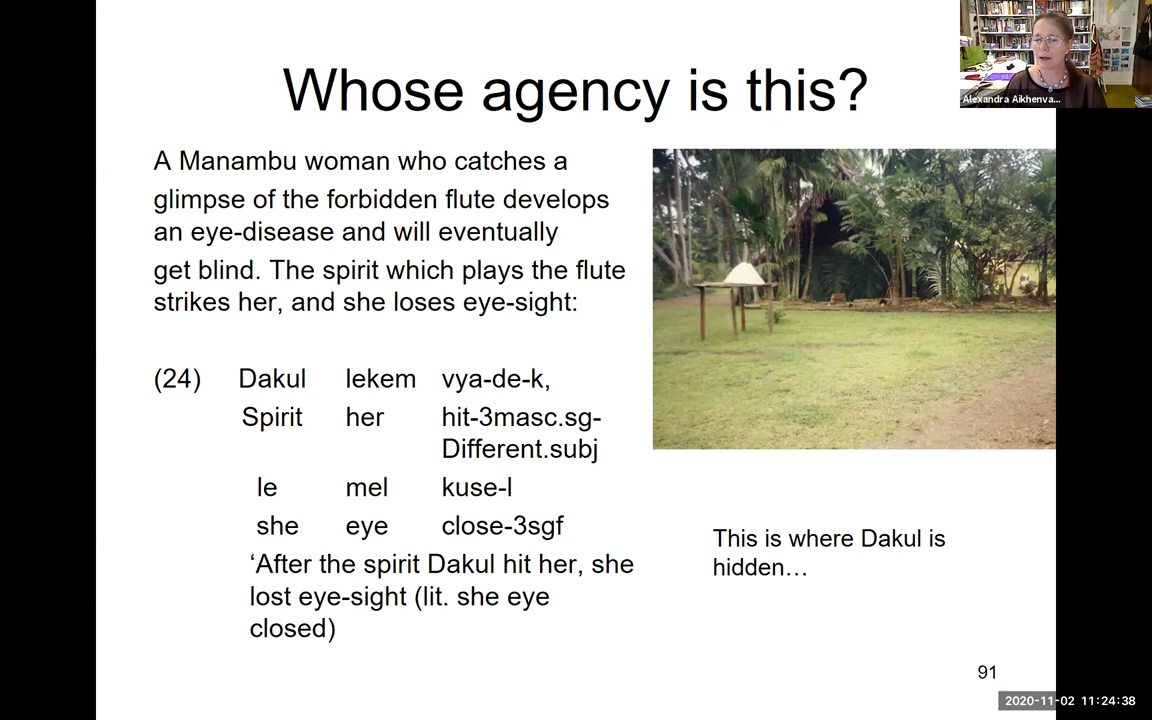 Whose agency is this?
Alexandra Aikhenva...
A Manambu woman who catches a
glimpse of the forbidden flute develops
an eye-disease and will eventually
get blind. The spirit which plays the flute
strikes her, and she loses eye-sight:
(24) Dakul lekem vya-de-k,
Spirit her hit-3masc.sg-
Different.subj
le mel kuse-l
she eye close-3sgf
‘After the spirit Dakul hit her, she
lost eye-sight (lit. she eye
closed)
This is where Dakul is
hidden…
91
2020-11-02 11:24:38